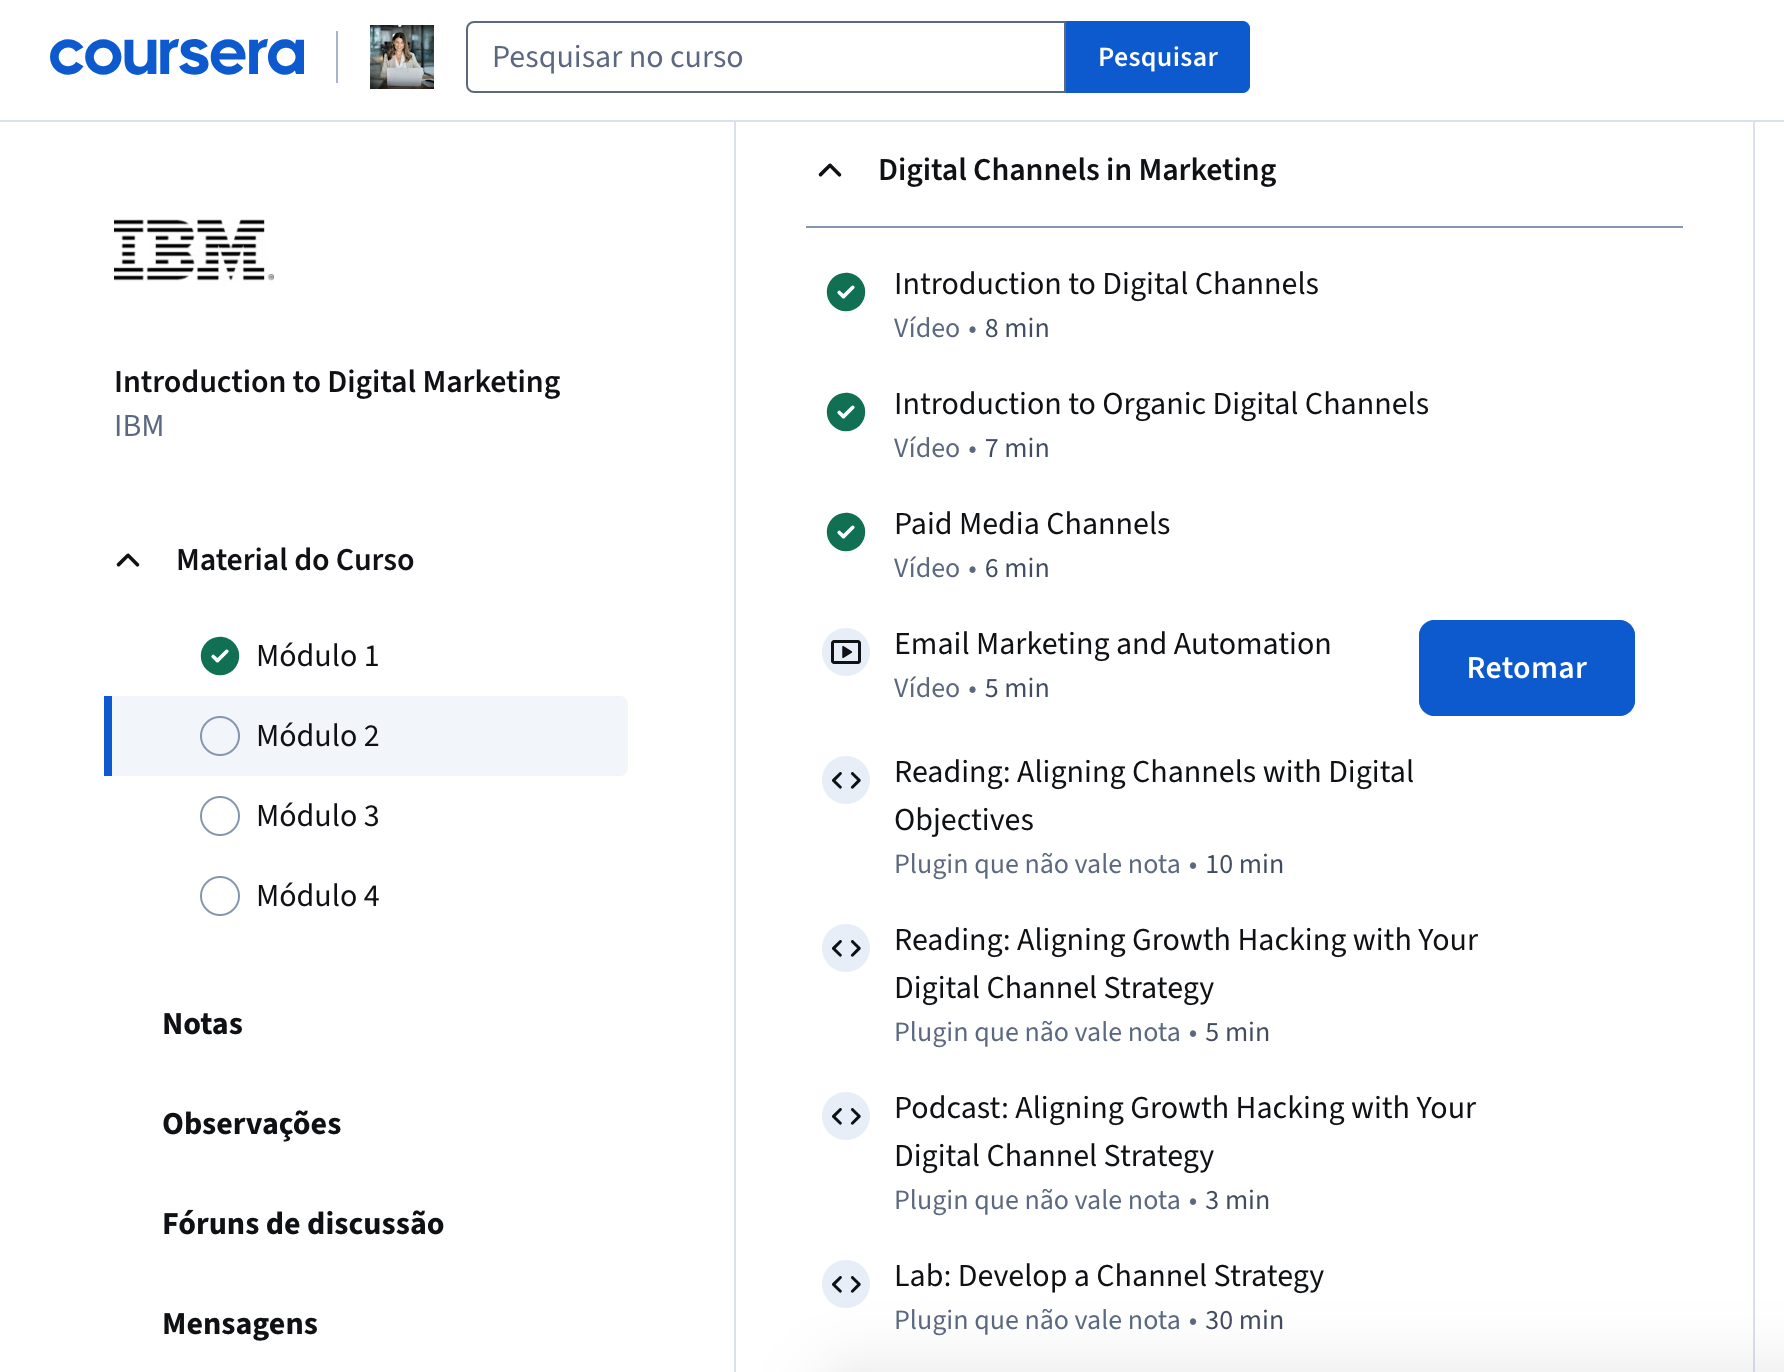 coursera
Pesquisar no curso
Pesquisar
IBM
Introduction to Digital Marketing
IBM
Material do Curso
Módulo 1
Módulo 2
Módulo 3
Módulo 4
Notas
Observações
Fóruns de discussão
Mensagens
Digital Channels in Marketing
Introduction to Digital Channels
Vídeo • 8 min
Introduction to Organic Digital Channels
Vídeo • 7 min
Paid Media Channels
Vídeo • 6 min
Email Marketing and Automation
Vídeo • 5 min
Retomar
Reading: Aligning Channels with Digital
Objectives
Plugin que não vale nota • 10 min
Reading: Aligning Growth Hacking with Your
Digital Channel Strategy
Plugin que não vale nota • 5 min
Podcast: Aligning Growth Hacking with Your
Digital Channel Strategy
Plugin que não vale nota • 3 min
Lab: Develop a Channel Strategy
Plugin que não vale nota • 30 min